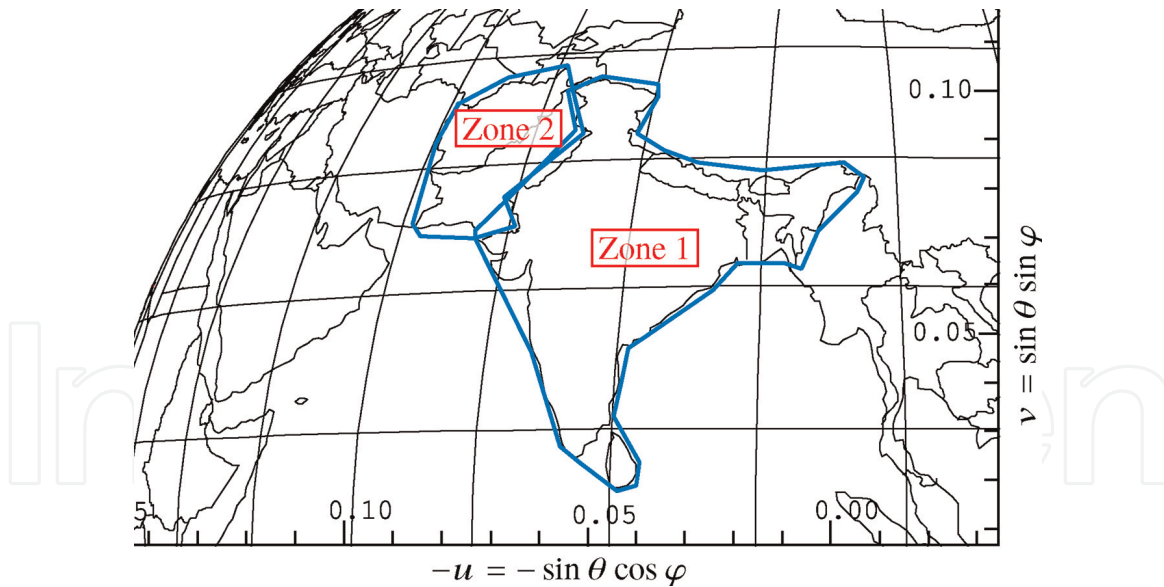 Zone 2
0.10
Zone 1
0.05
5
0.10
0.05
0.00
−u = − sin θ cos φ
v = sin θ sin φ